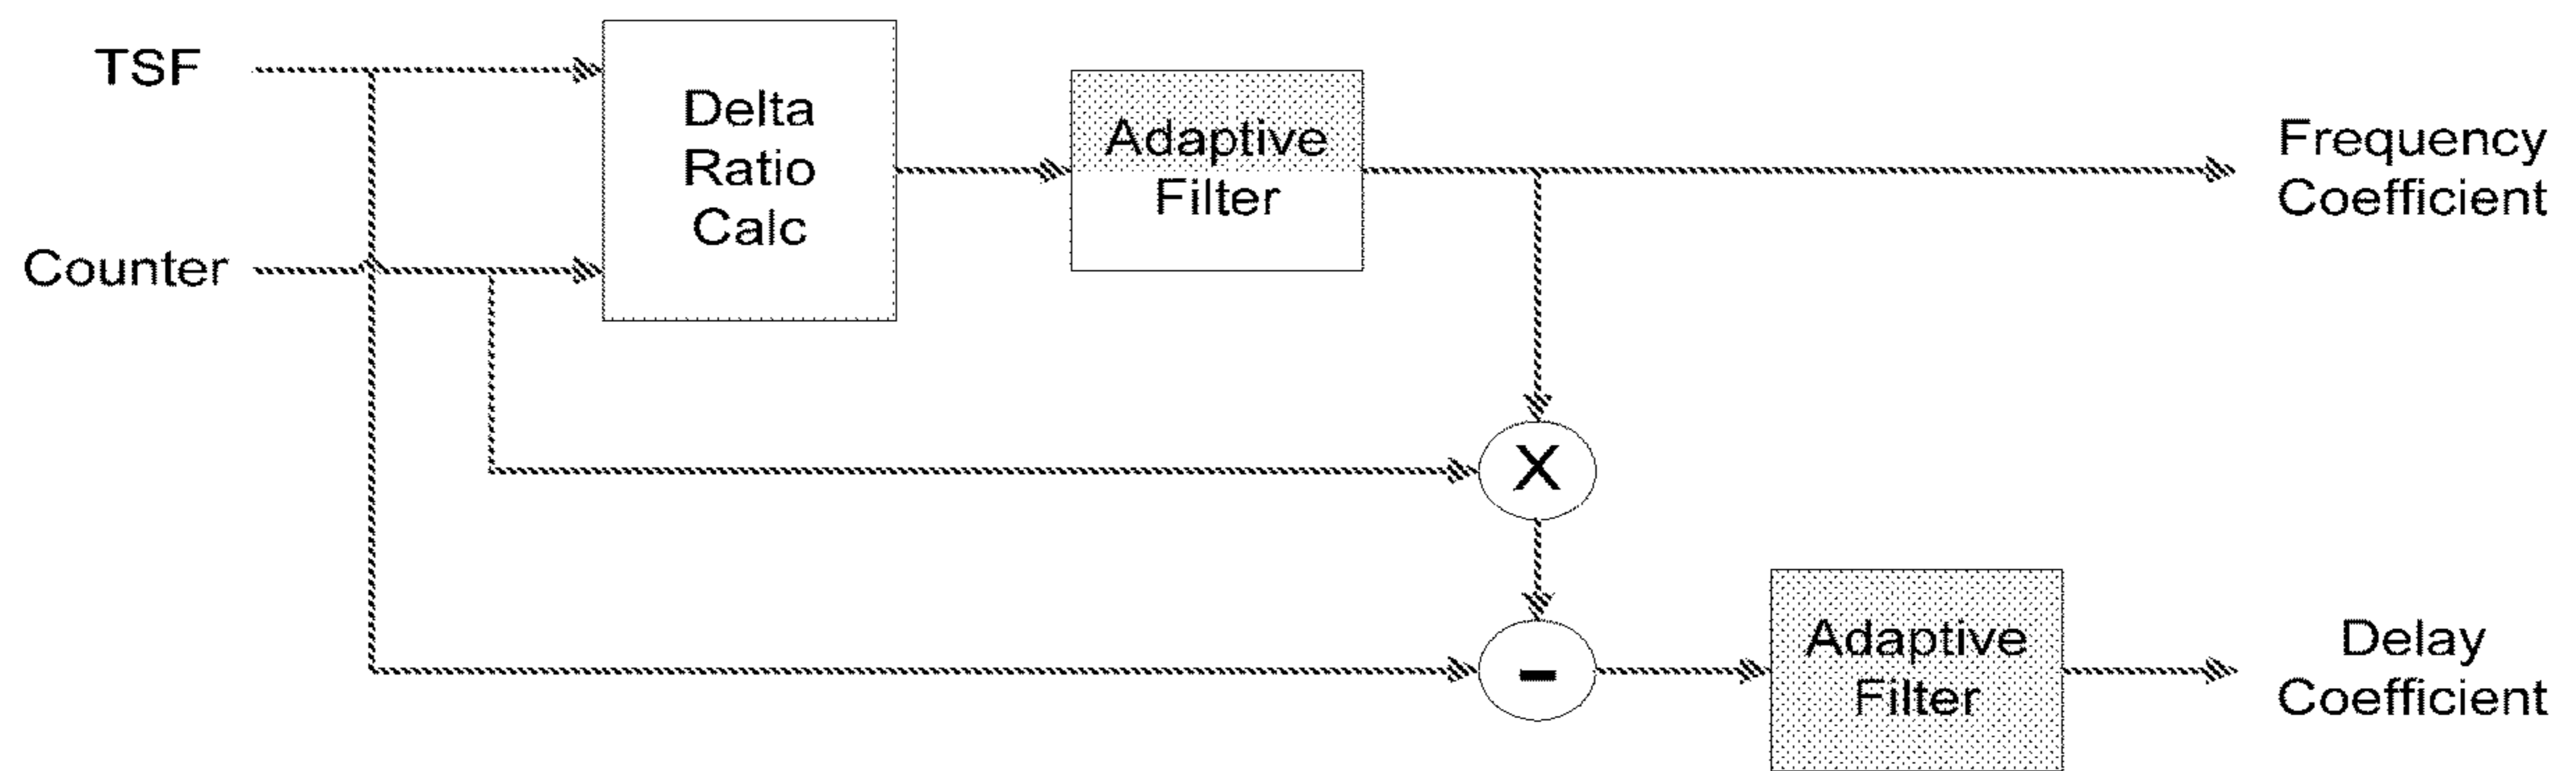 TSF
Counter
Delta
Ratio
Calc
Adaptive
Filter
Frequency
Coefficient
X
-
Adaptive
Filter
Delay
Coefficient